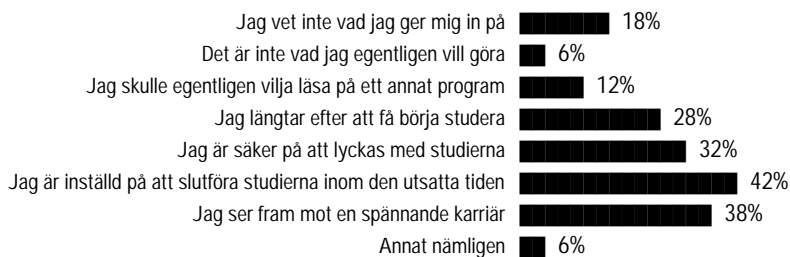 Jag vet inte vad jag ger mig in på 18%
Det är inte vad jag egentligen vill göra 6%
Jag skulle egentligen vilja läsa på ett annat program 12%
Jag längtar efter att få börja studera 28%
Jag är säker på att lyckas med studierna 32%
Jag är inställd på att slutföra studierna inom den utsatta tiden 42%
Jag ser fram mot en spännande karriär 38%
Annat nämligen 6%